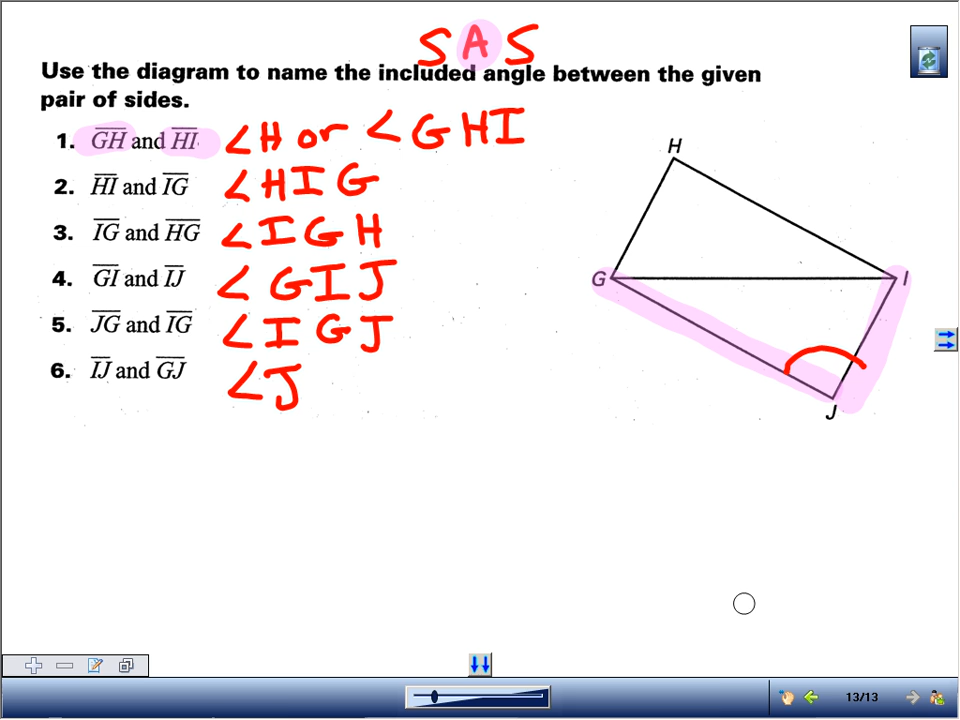 SAS
Use the diagram to name the included angle between the given
pair of sides.
1. GH and HI ∠H or ∠GHI
2. HI and IG ∠HIG
3. IG and HG ∠IGH
4. GI and IJ ∠GIJ
5. JG and IG ∠IGJ
6. IJ and GJ ∠J
H
G
I
J
13/13